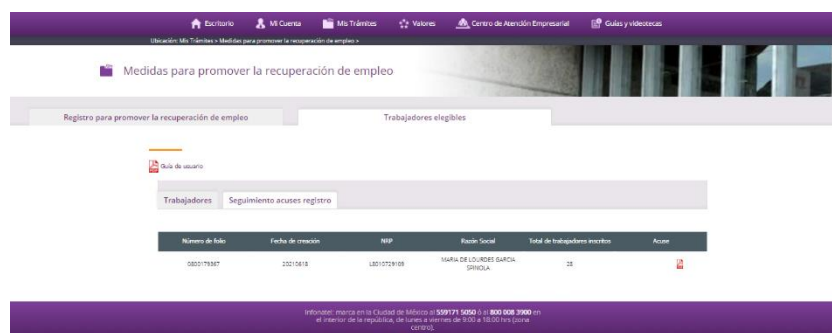 Escritorio Mi Cuenta Mis Trámites Valores Centro de Atención Empresarial Guías y videotecas
Ubicación: Mis Trámites > Medidas para promover la recuperación de empleo >
Medidas para promover la recuperación de empleo
Registro para promover la recuperación de empleo Trabajadores elegibles
Guía de usuario
Trabajadores Seguimiento acuses registro
Número de folio Fecha de creación NRP Razón Social Total de trabajadores inscritos Acuse
20210618 MARIA DE LOURDES GARCIA
SPINOLA 28
Infonatel: marca en la Ciudad de México al 559171 5050 ó al 800 008 3900 en
el interior de la república, de lunes a viernes de 9:00 a 18:00 hrs (zona
centro).